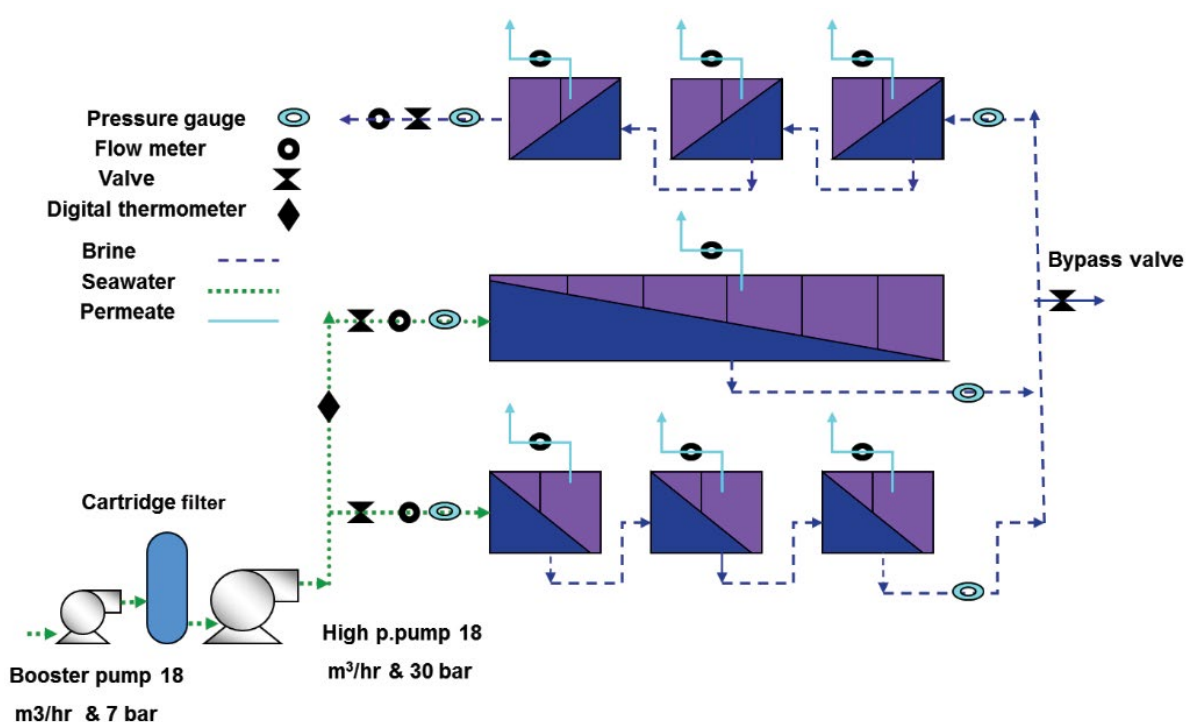 Pressure gauge
Flow meter
Valve
Digital thermometer
Brine
Seawater
Permeate
Bypass valve
Cartridge filter
High p.pump 18
m³/hr & 30 bar
Booster pump 18
m3/hr & 7 bar